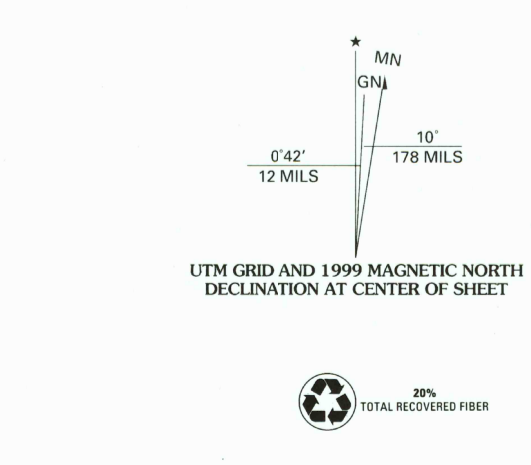 ★
MN
GN
0°42'
12 MILS
10°
178 MILS
UTM GRID AND 1999 MAGNETIC NORTH
DECLINATION AT CENTER OF SHEET
20%
TOTAL RECOVERED FIBER